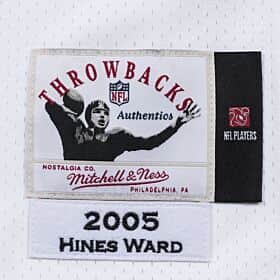 THROWBACKS
NFL
Authentics
NFL PLAYERS
NOSTALGIA CO.
Mitchell & Ness
PHILADELPHIA, PA
2005
HINES WARD